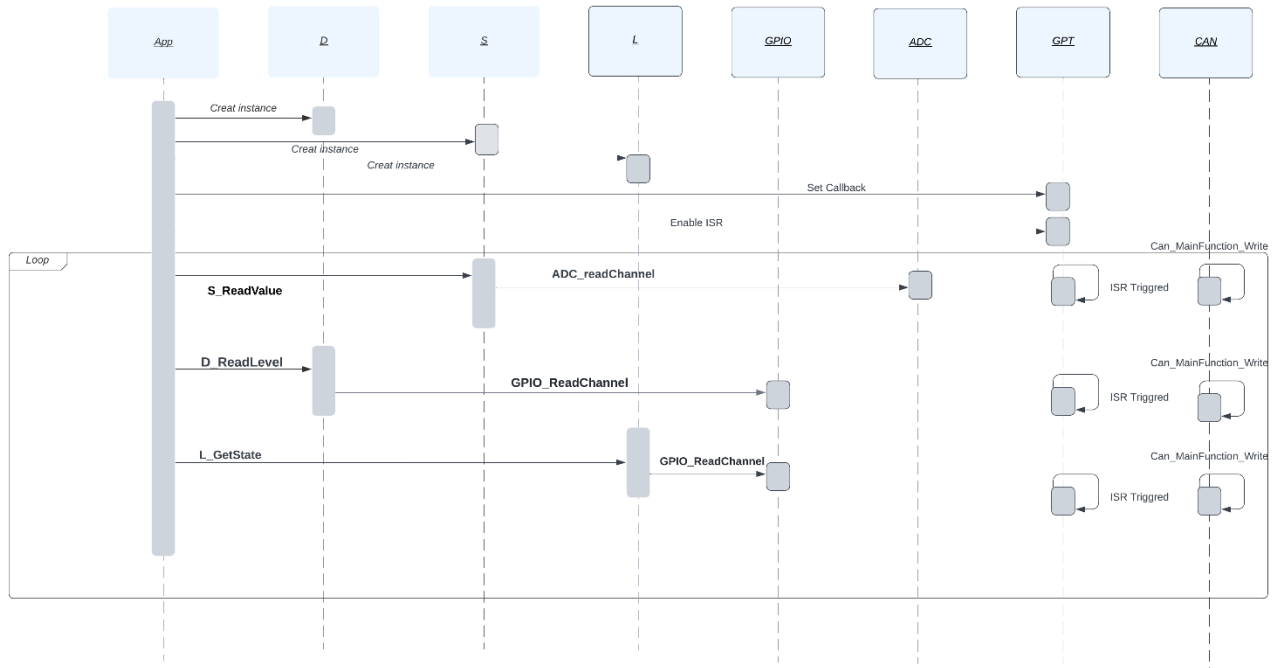 App
D
S
L
GPIO
ADC
GPT
CAN
Creat instance
Creat instance
Creat instance
Set Callback
Enable ISR
Can_MainFunction_Write
Loop
ADC_readChannel
S_ReadValue
ISR Triggred
D_ReadLevel
Can_MainFunction_Write
GPIO_ReadChannel
ISR Triggred
L_GetState
Can_MainFunction_Write
GPIO_ReadChannel
ISR Triggred